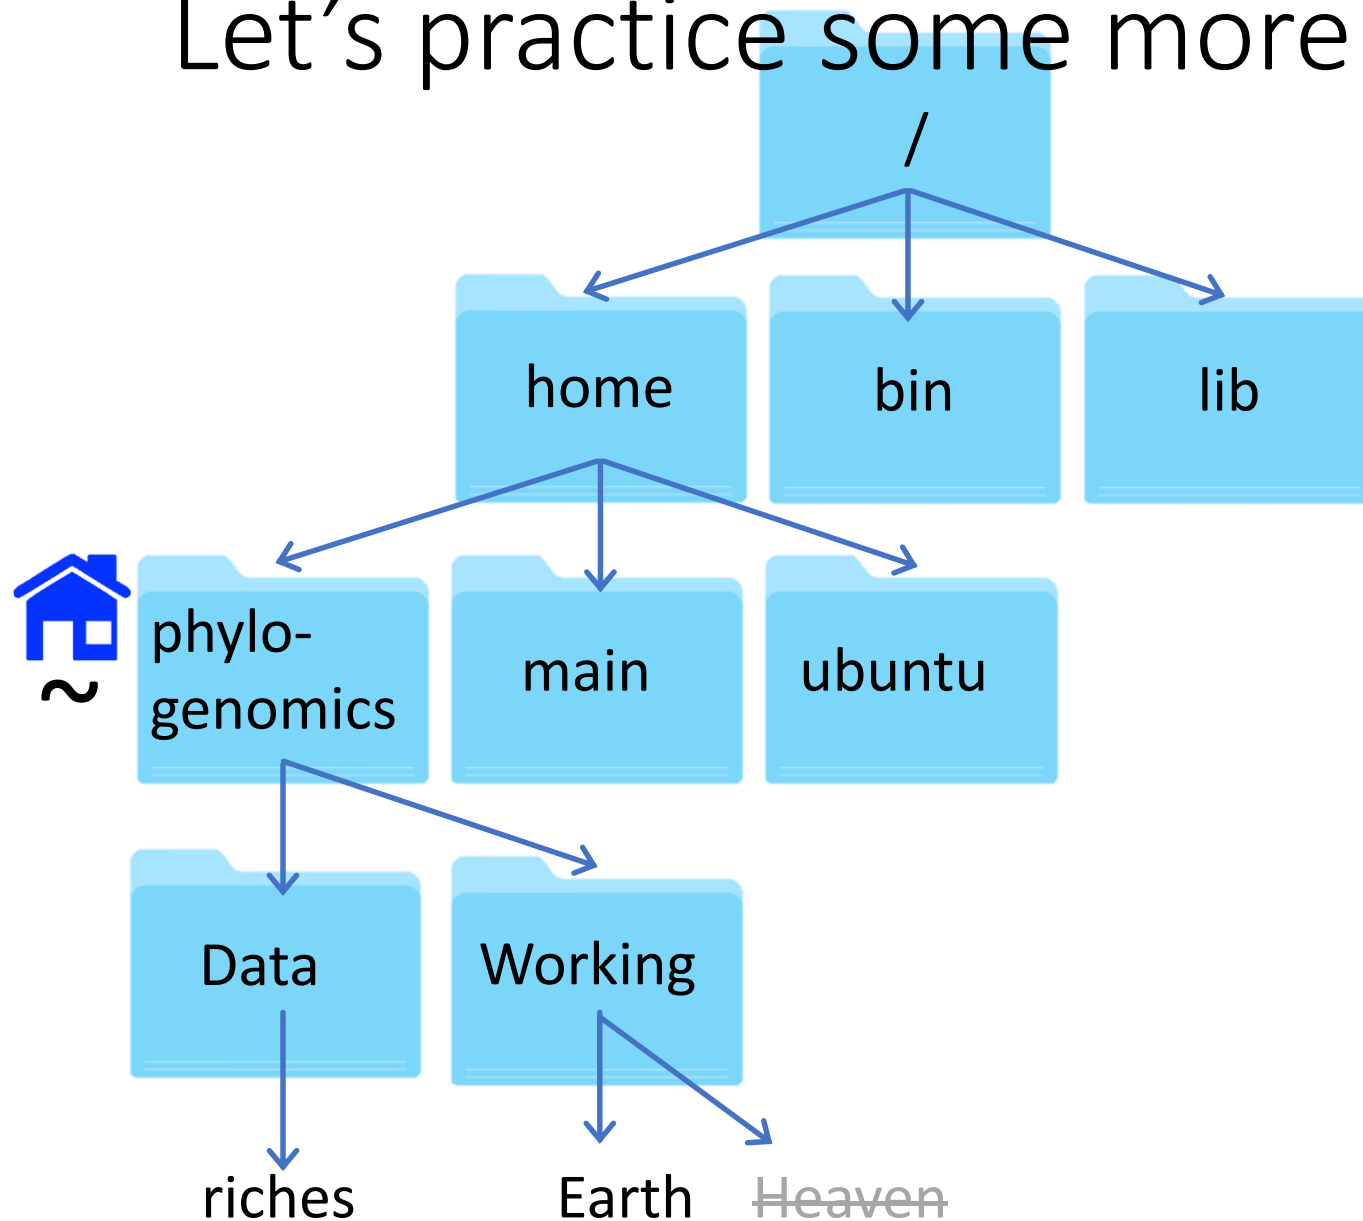 Let’s practice some more
/
home
bin
lib
phylo-
genomics
main
ubuntu
~
Data
Working
riches
Earth
Heaven